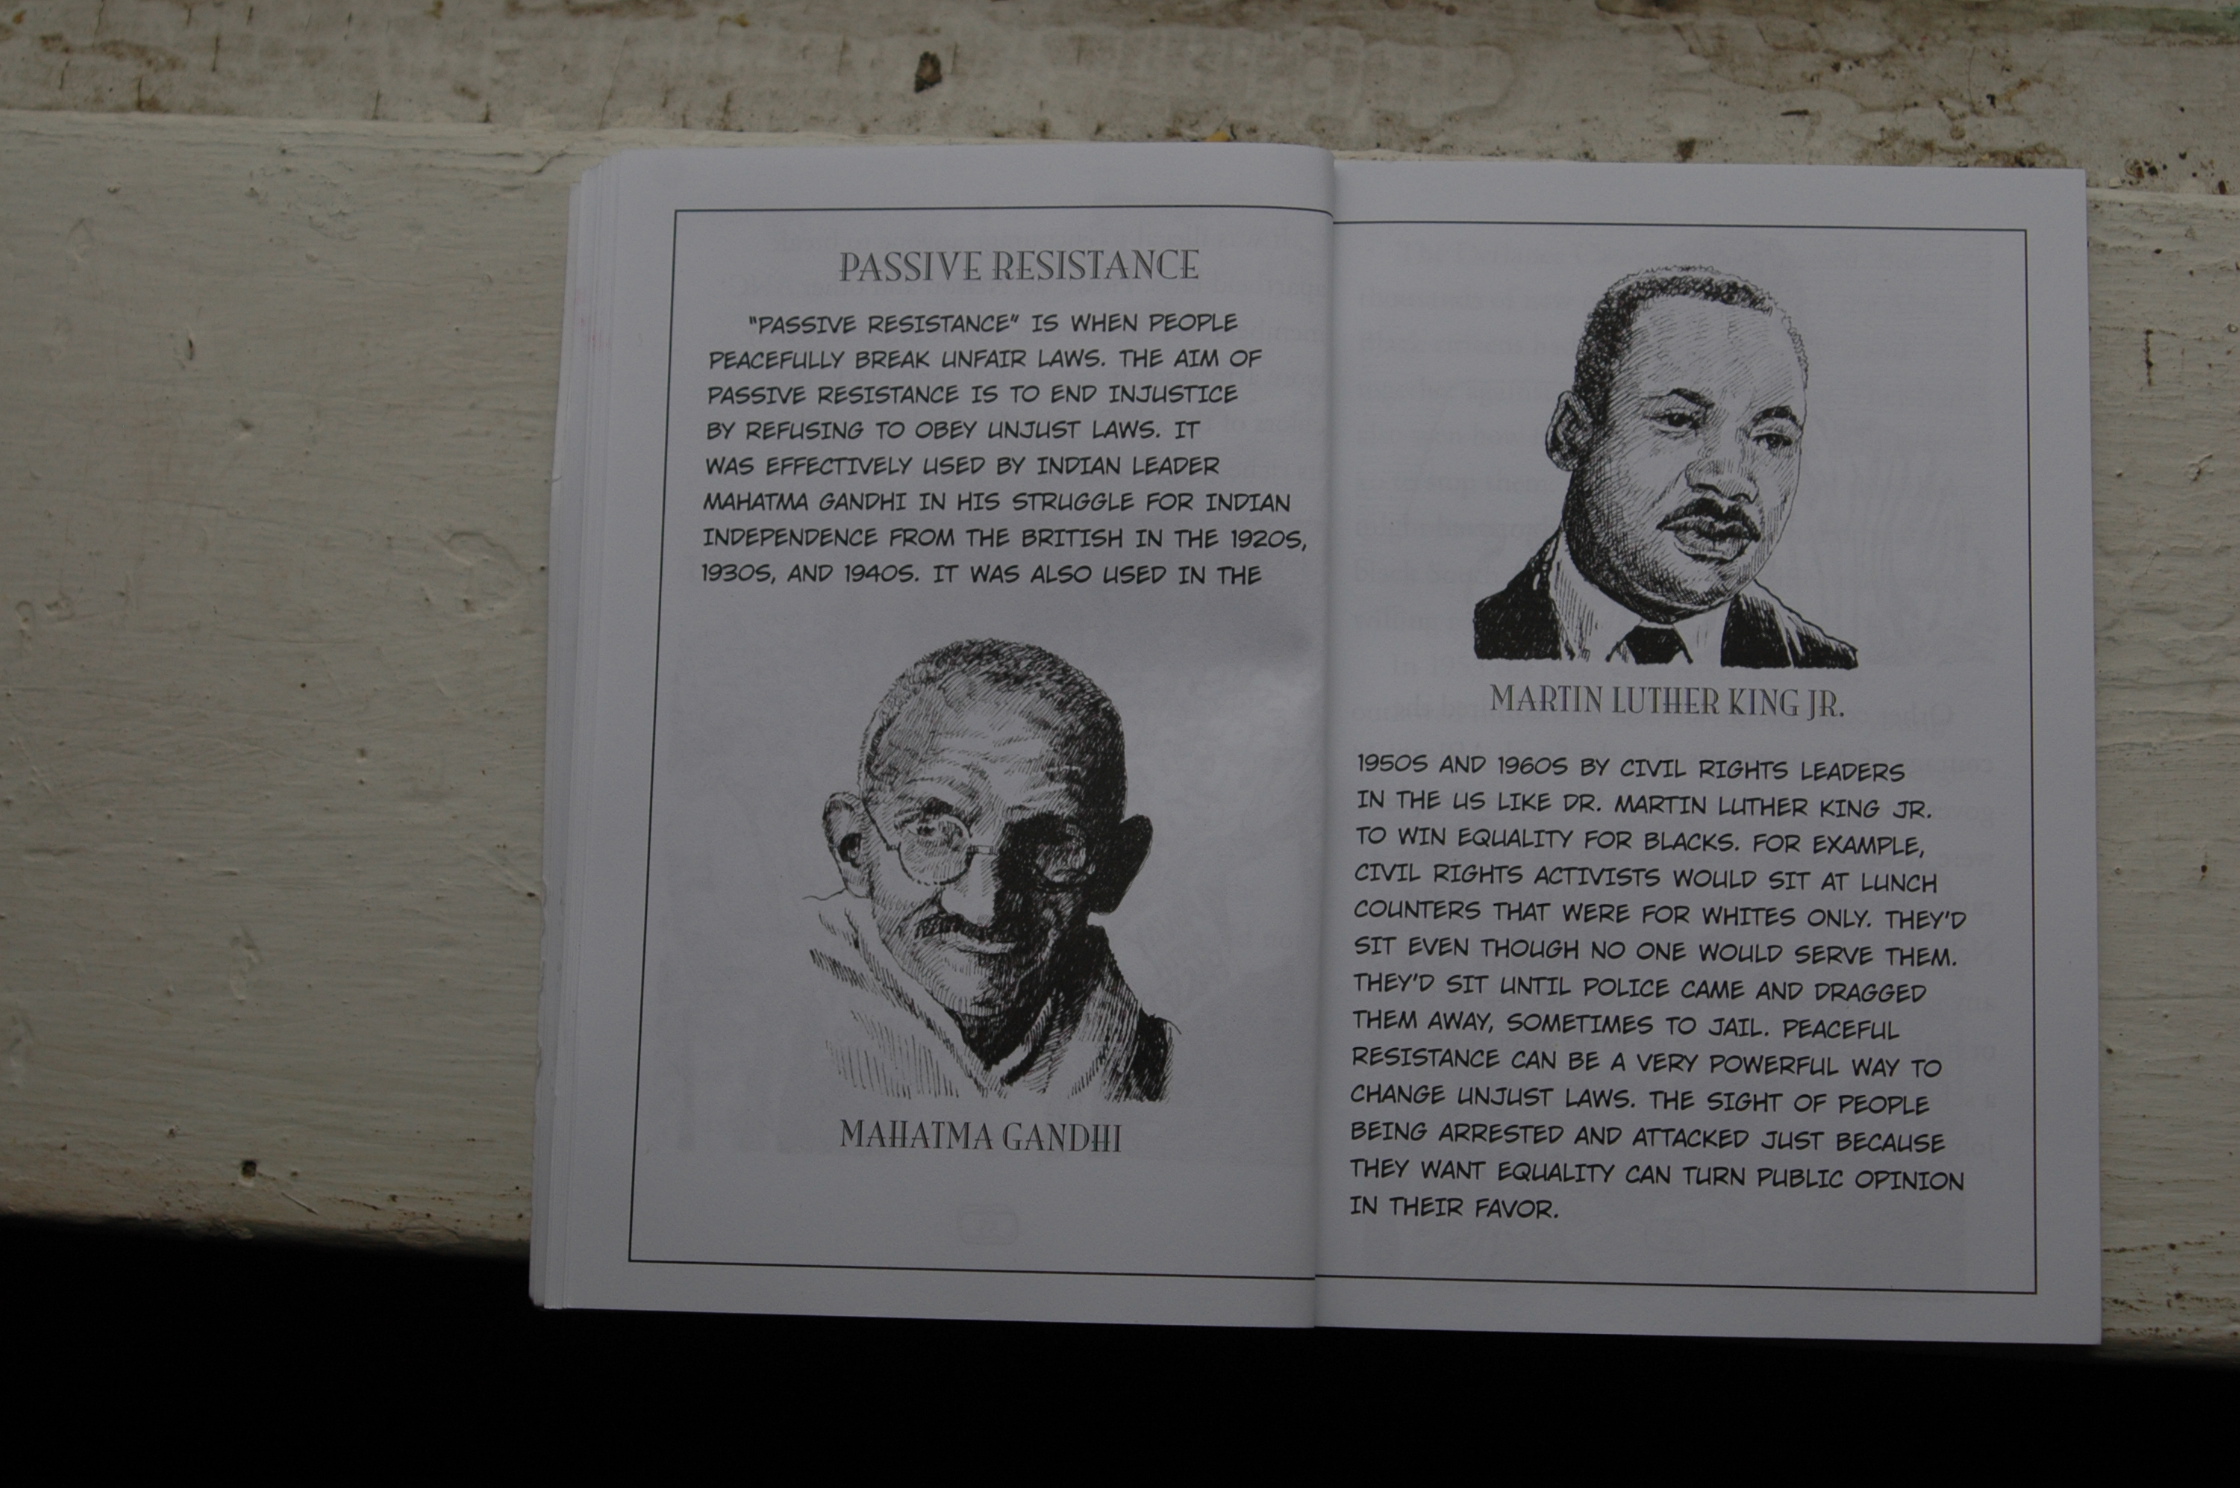 PASSIVE RESISTANCE
"PASSIVE RESISTANCE" IS WHEN PEOPLE
PEACEFULLY BREAK UNFAIR LAWS. THE AIM OF
PASSIVE RESISTANCE IS TO END INJUSTICE
BY REFUSING TO OBEY UNJUST LAWS. IT
WAS EFFECTIVELY USED BY INDIAN LEADER
MAHATMA GANDHI IN HIS STRUGGLE FOR INDIAN
INDEPENDENCE FROM THE BRITISH IN THE 1920S,
1930S, AND 1940S. IT WAS ALSO USED IN THE
MAHATMA GANDHI
MARTIN LUTHER KING JR.
1950S AND 1960S BY CIVIL RIGHTS LEADERS
IN THE US LIKE DR. MARTIN LUTHER KING JR.
TO WIN EQUALITY FOR BLACKS. FOR EXAMPLE,
CIVIL RIGHTS ACTIVISTS WOULD SIT AT LUNCH
COUNTERS THAT WERE FOR WHITES ONLY. THEY'D
SIT EVEN THOUGH NO ONE WOULD SERVE THEM.
THEY'D SIT UNTIL POLICE CAME AND DRAGGED
THEM AWAY, SOMETIMES TO JAIL. PEACEFUL
RESISTANCE CAN BE A VERY POWERFUL WAY TO
CHANGE UNJUST LAWS. THE SIGHT OF PEOPLE
BEING ARRESTED AND ATTACKED JUST BECAUSE
THEY WANT EQUALITY CAN TURN PUBLIC OPINION
IN THEIR FAVOR.